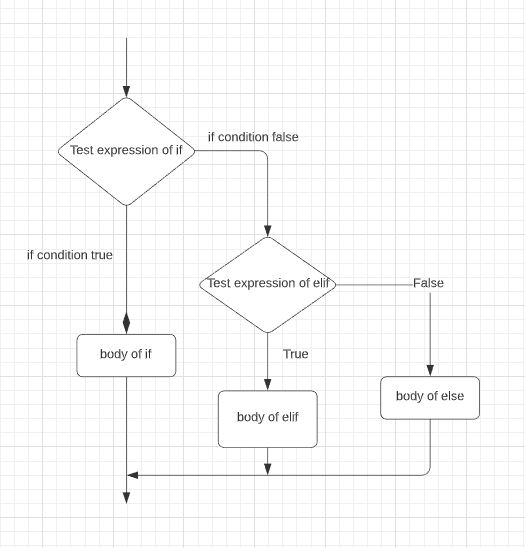 if condition false
Test expression of if
if condition true
Test expression of elif
False
body of if
True
body of else
body of elif